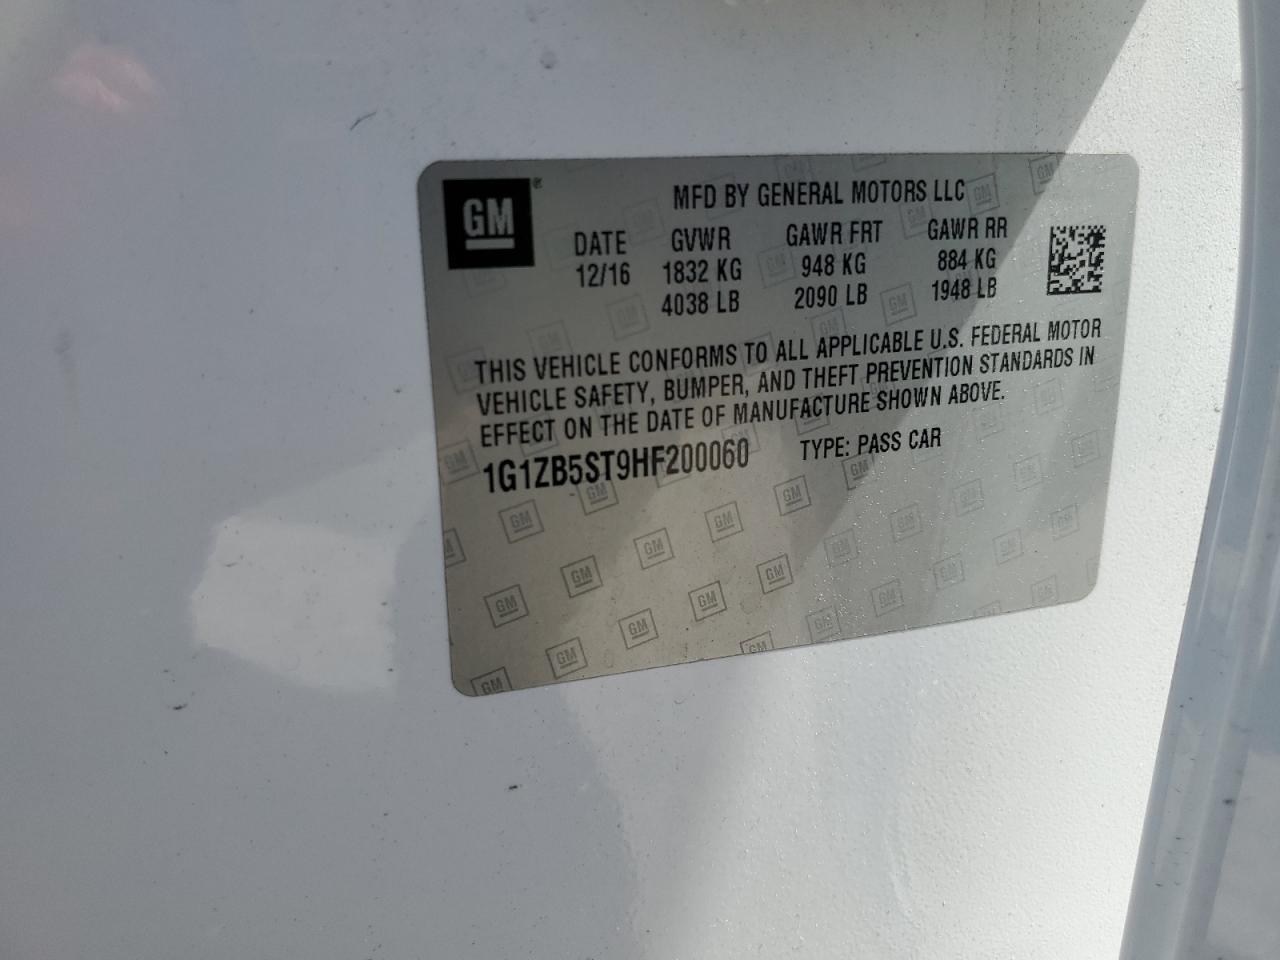 GM®
MFD BY GENERAL MOTORS LLC
DATE GVWR GAWR FRT GAWR RR
12/16 1832 KG 948 KG 884 KG
4038 LB 2090 LB 1948 LB
THIS VEHICLE CONFORMS TO ALL APPLICABLE U.S. FEDERAL MOTOR
VEHICLE SAFETY, BUMPER, AND THEFT PREVENTION STANDARDS IN
EFFECT ON THE DATE OF MANUFACTURE SHOWN ABOVE.
1G1ZB5ST9HF200060 TYPE: PASS CAR